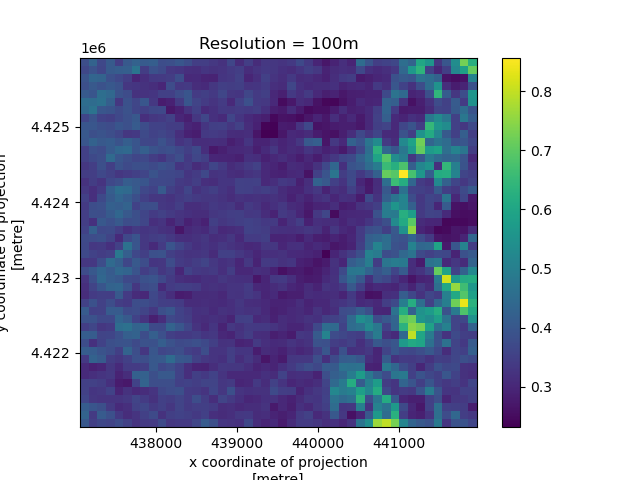 Resolution = 100m
1e6
4.425
4.424
4.423
4.422
y coordinate of projection
[metre]
438000 439000 440000 441000
x coordinate of projection
[metre]
0.8
0.7
0.6
0.5
0.4
0.3